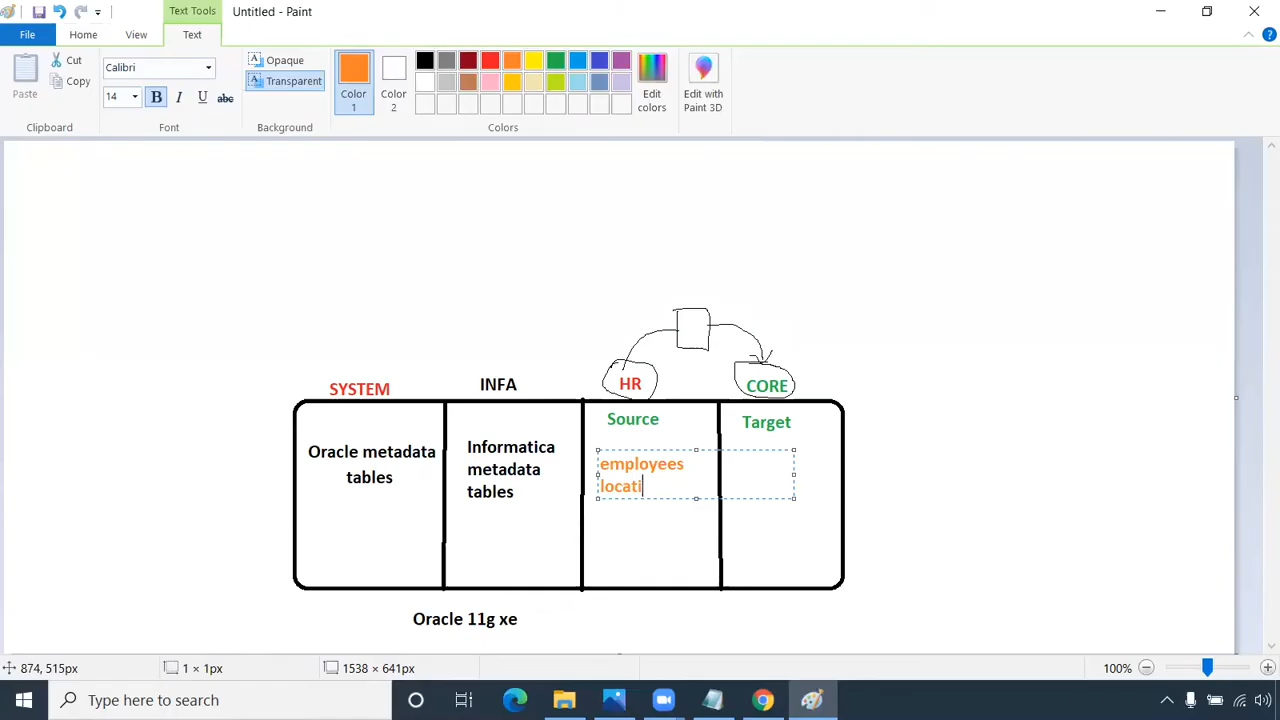 Text Tools
Untitled - Paint
File
Home
View
Text
Paste
Cut
Copy
Clipboard
Calibri
14
B I U abc
Font
Opaque
Transparent
Background
Color 1
Color 2
Edit colors
Colors
Edit with Paint 3D
SYSTEM
INFA
HR
CORE
Oracle metadata
tables
Informatica
metadata
tables
Source
employees
locati
Target
Oracle 11g xe
874, 515px
1 × 1px
1538 × 641px
100%
Type here to search